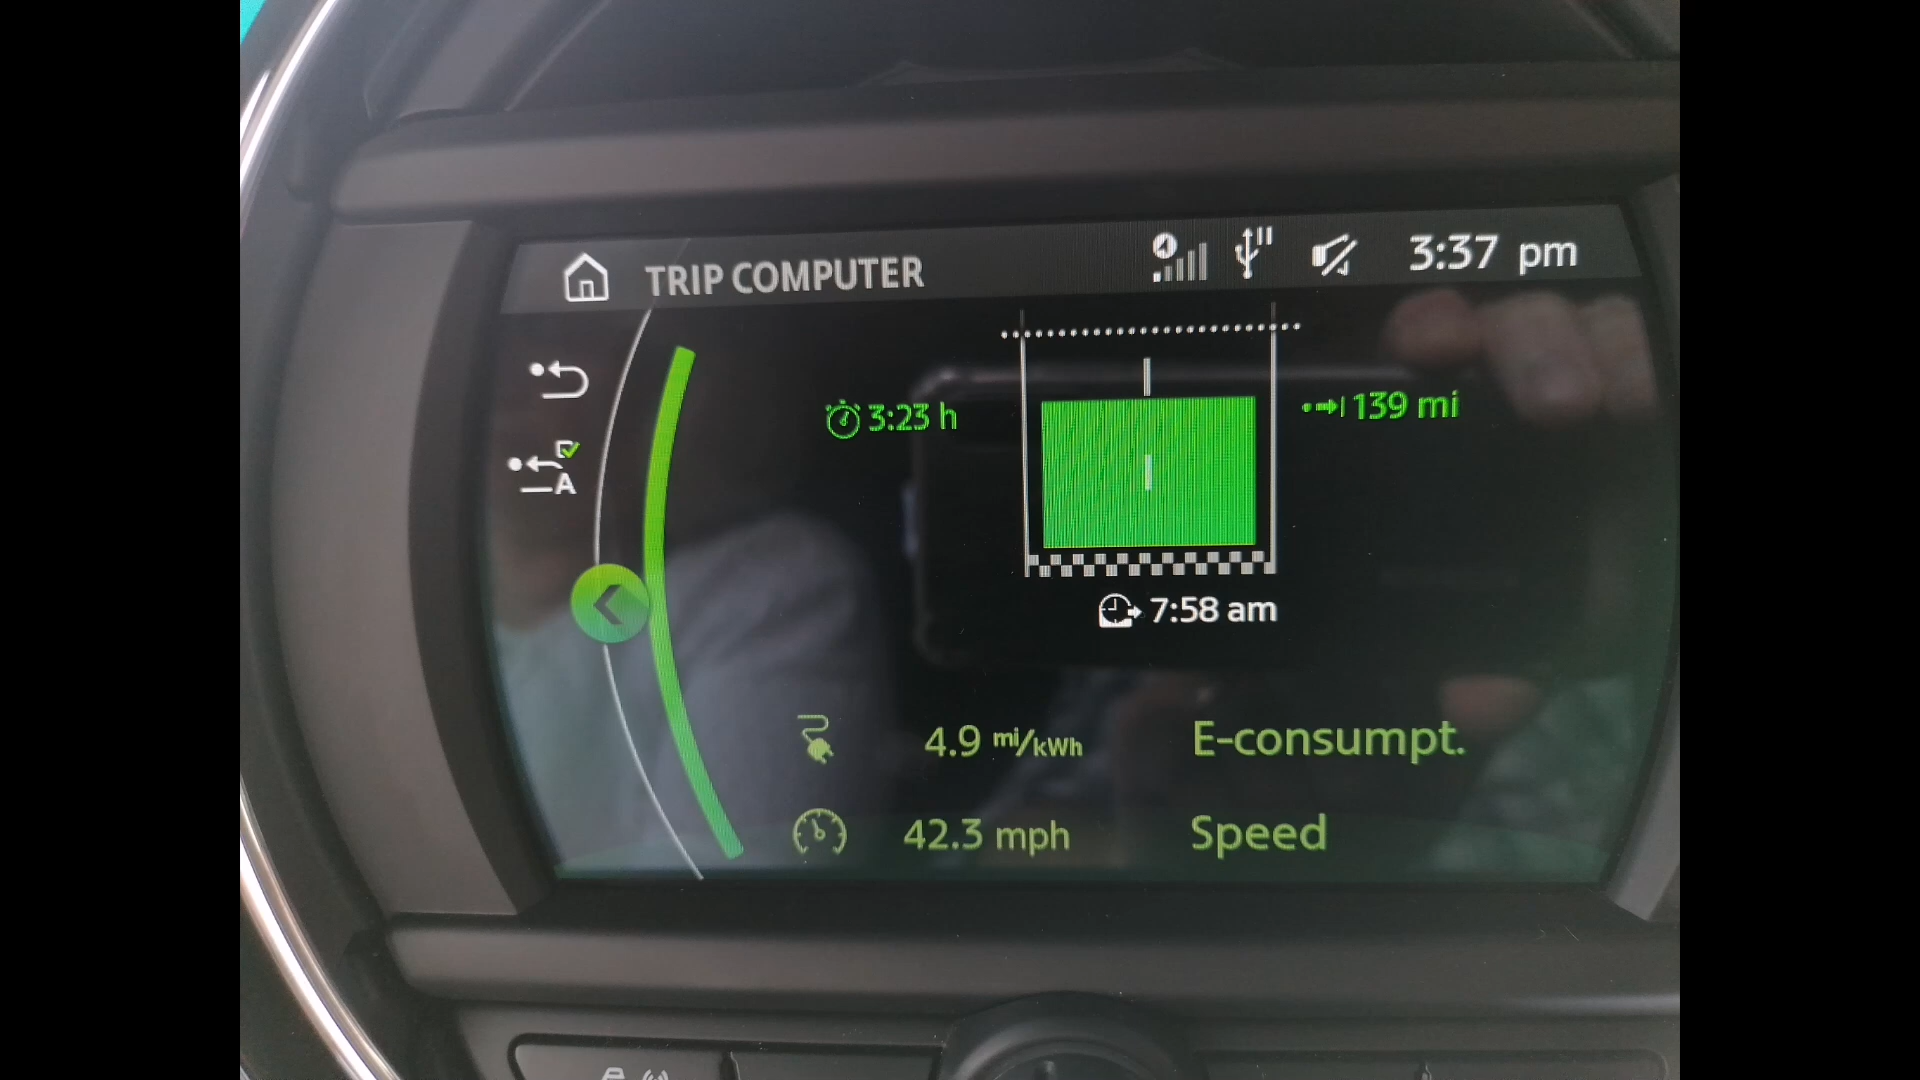 TRIP COMPUTER
3:37 pm
3:23 h
139 mi
A
7:58 am
4.9 mi/kWh E-consumpt.
42.3 mph Speed